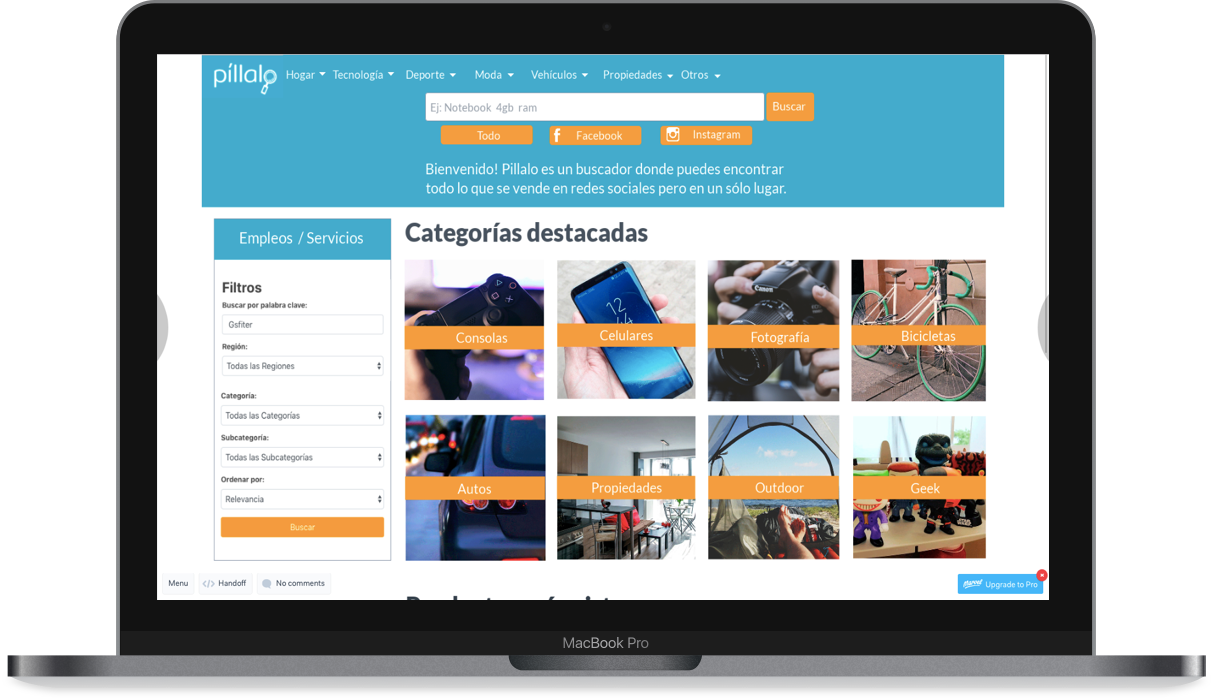 píllalo
Hogar
Tecnología
Deporte
Moda
Vehículos
Propiedades
Otros
Ej: Notebook 4gb ram
Buscar
Todo
Facebook
Instagram
Bienvenido! Pillalo es un buscador donde puedes encontrar
todo lo que se vende en redes sociales pero en un sólo lugar.
Empleos / Servicios
Filtros
Buscar por palabra clave:
Gsfiter
Región:
Todas las Regiones
Categoría:
Todas las Categorías
Subcategoría:
Todas las Subcategorías
Ordenar por:
Relevancia
Buscar
Categorías destacadas
Consolas
Celulares
12
Canon
Fotografía
Bicicletas
Autos
Propiedades
Outdoor
Geek
STAR WARS
Menu
</> Handoff
No comments
Marvel
Upgrade to Pro
MacBook Pro